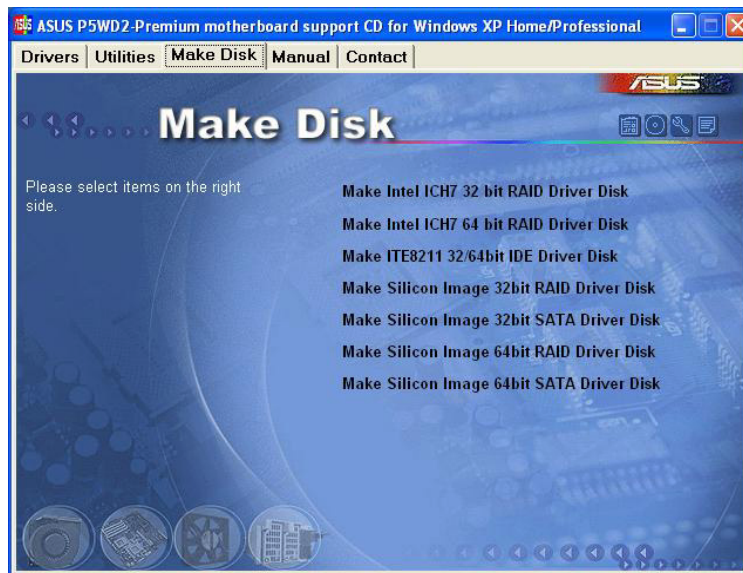 ASUS P5WD2-Premium motherboard support CD for Windows XP Home/Professional
Drivers Utilities Make Disk Manual Contact
ASUS
Make Disk
Please select items on the right
side.
Make Intel ICH7 32 bit RAID Driver Disk
Make Intel ICH7 64 bit RAID Driver Disk
Make ITE8211 32/64bit IDE Driver Disk
Make Silicon Image 32bit RAID Driver Disk
Make Silicon Image 32bit SATA Driver Disk
Make Silicon Image 64bit RAID Driver Disk
Make Silicon Image 64bit SATA Driver Disk